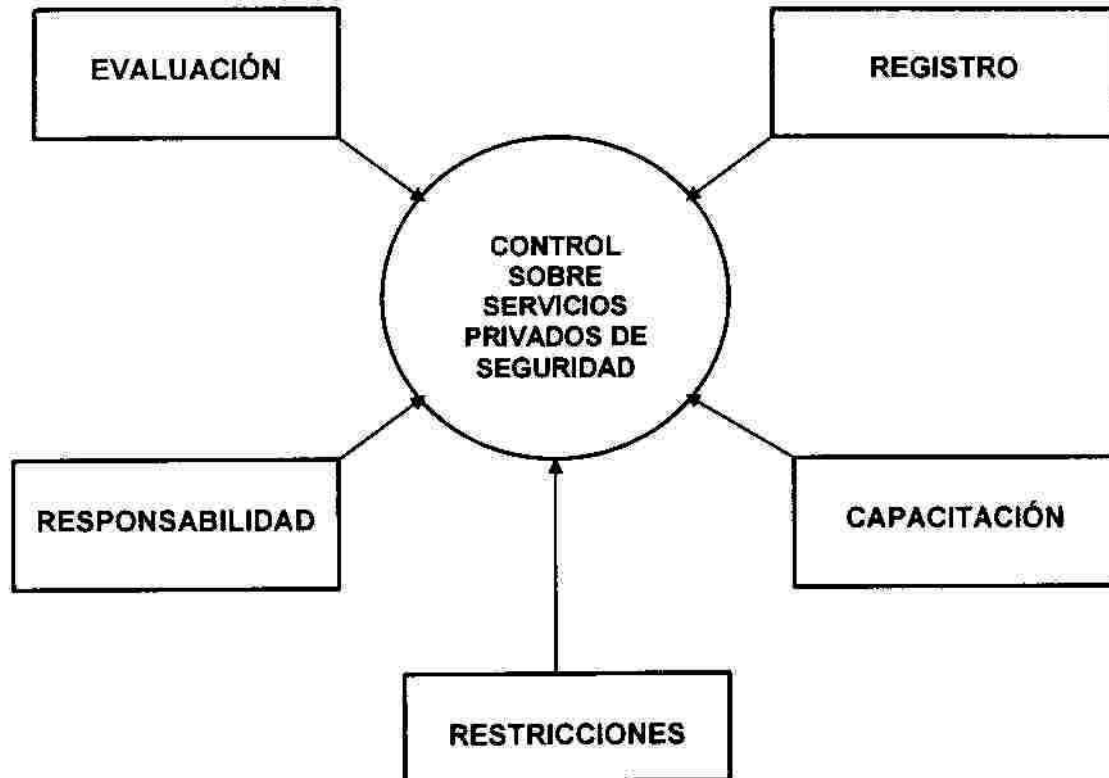 EVALUACIÓN
REGISTRO
CONTROL
SOBRE
SERVICIOS
PRIVADOS DE
SEGURIDAD
RESPONSABILIDAD
CAPACITACIÓN
RESTRICCIONES